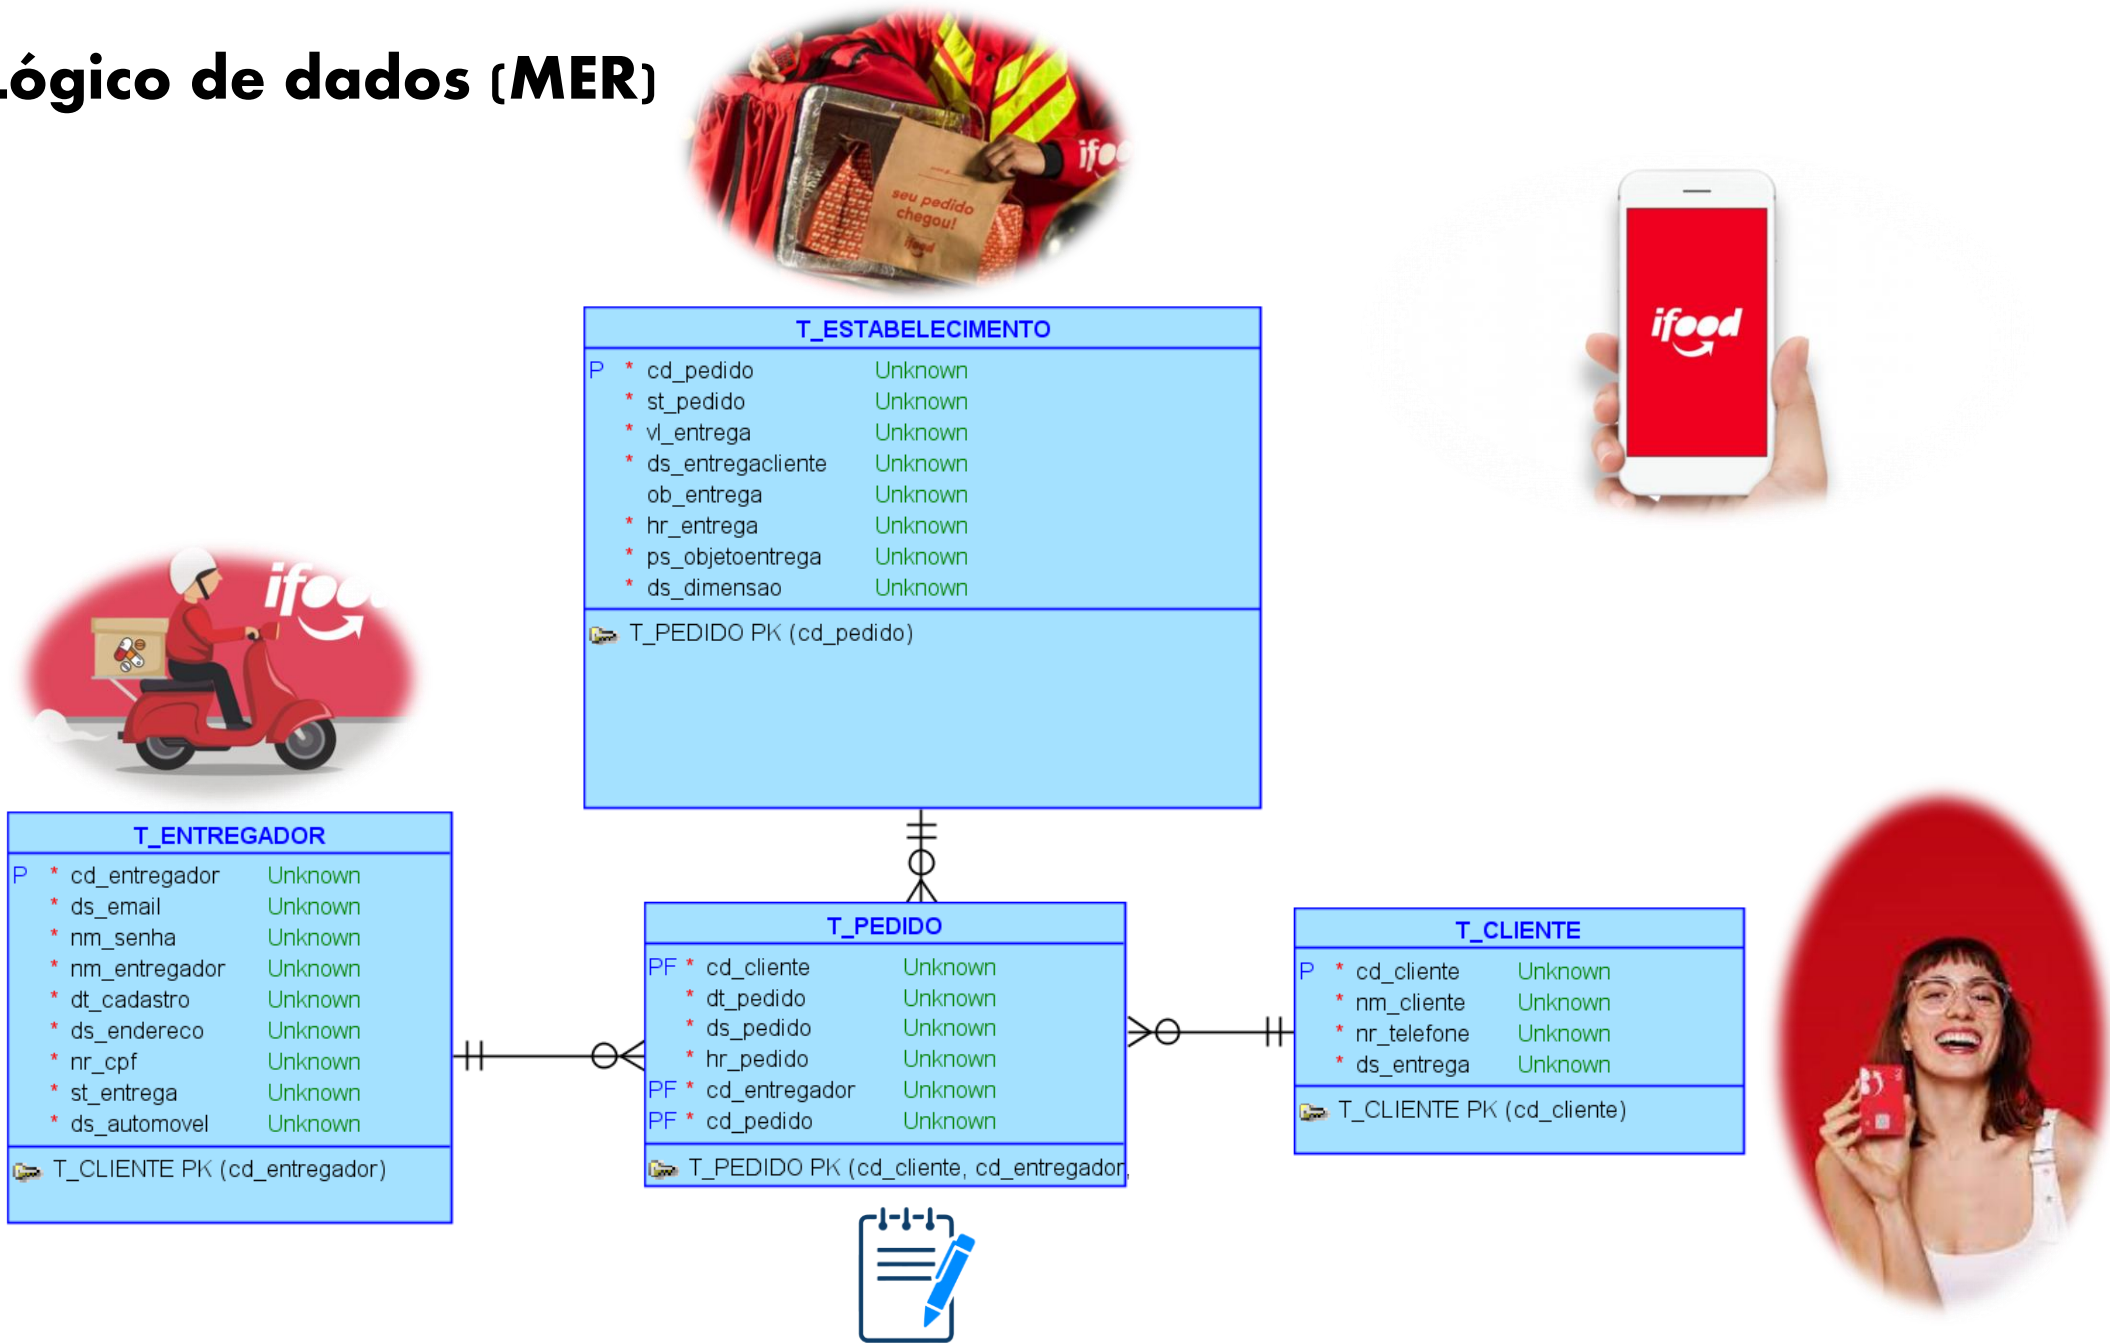 Lógico de dados (MER)
ifood
seu pedido
chegou!
ifood
ifood
T_ESTABELECIMENTO
P * cd_pedido Unknown
* st_pedido Unknown
* vl_entrega Unknown
* ds_entregacliente Unknown
ob_entrega Unknown
* hr_entrega Unknown
* ps_objetoentrega Unknown
* ds_dimensao Unknown
T_PEDIDO PK (cd_pedido)
ifood
T_ENTREGADOR
P * cd_entregador Unknown
* ds_email Unknown
* nm_senha Unknown
* nm_entregador Unknown
* dt_cadastro Unknown
* ds_endereco Unknown
* nr_cpf Unknown
* st_entrega Unknown
* ds_automovel Unknown
T_CLIENTE PK (cd_entregador)
T_PEDIDO
PF * cd_cliente Unknown
* dt_pedido Unknown
* ds_pedido Unknown
* hr_pedido Unknown
PF * cd_entregador Unknown
PF * cd_pedido Unknown
T_PEDIDO PK (cd_cliente, cd_entregador,
T_CLIENTE
P * cd_cliente Unknown
* nm_cliente Unknown
* nr_telefone Unknown
* ds_entrega Unknown
T_CLIENTE PK (cd_cliente)